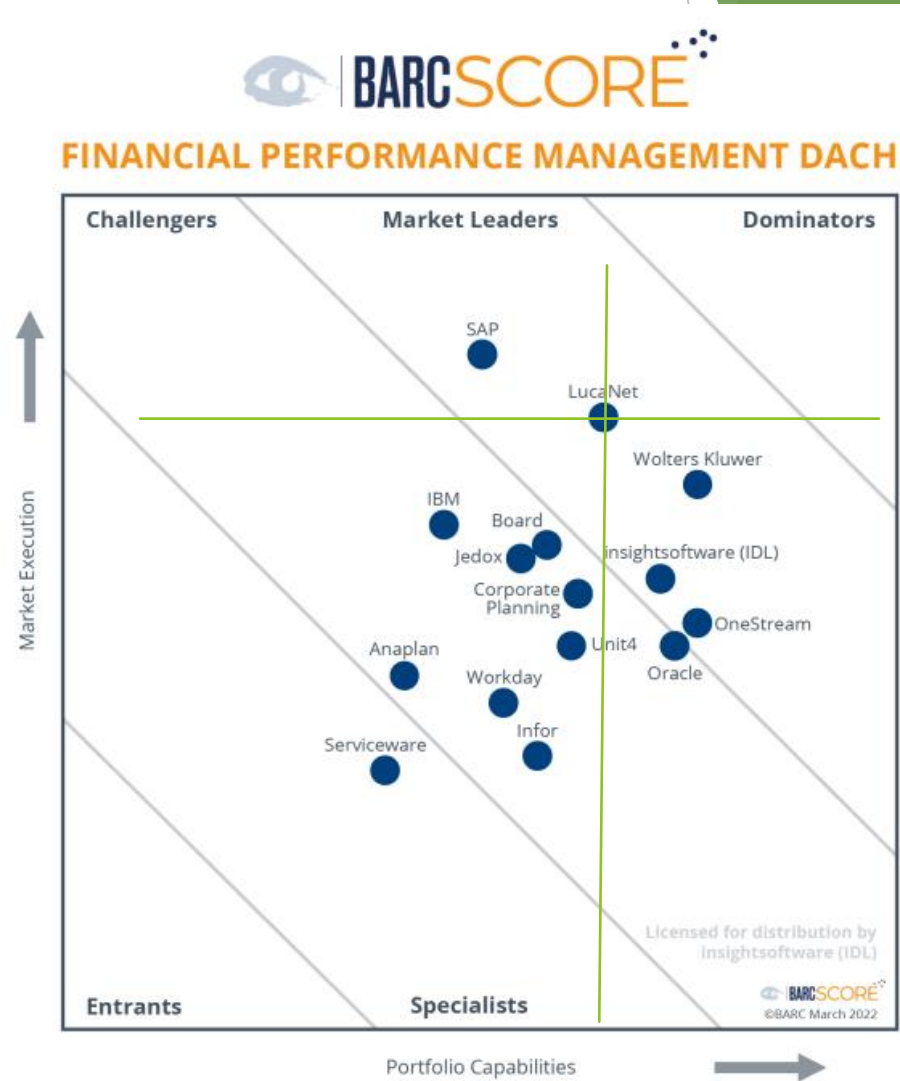 BARCSCORE
FINANCIAL PERFORMANCE MANAGEMENT DACH
Challengers
Market Leaders
Dominators
SAP
LucaNet
Wolters Kluwer
IBM
Board
Jedox
insightsoftware (IDL)
Corporate
Planning
OneStream
Unit4
Oracle
Anaplan
Workday
Infor
Serviceware
Market Execution
Licensed for distribution by
insightsoftware (IDL)
BARCSCORE
©BARC March 2022
Entrants
Specialists
Portfolio Capabilities